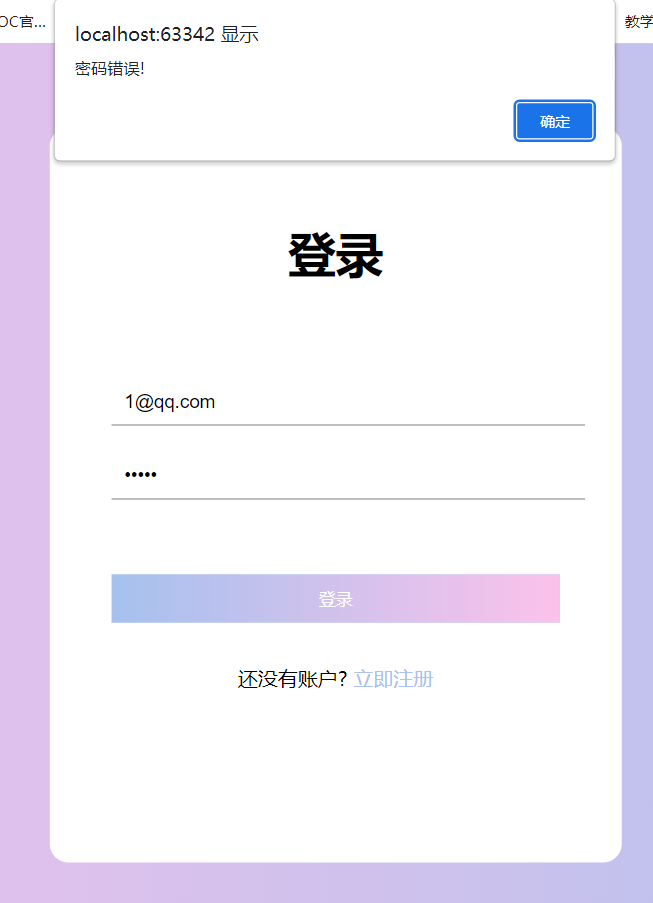 OC官...
教学
localhost:63342 显示
密码错误!
确定
登录
1@qq.com
•••••
登录
还没有账户? 立即注册